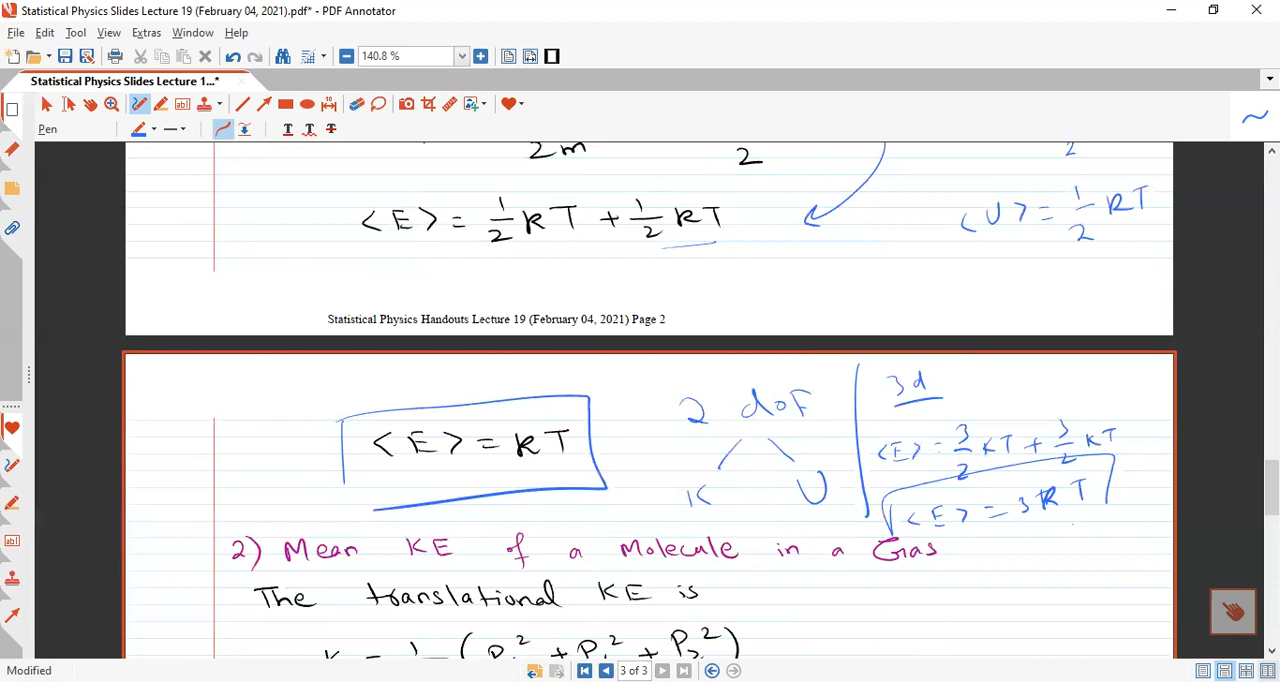 Statistical Physics Slides Lecture 19 (February 04, 2021).pdf* - PDF Annotator
File Edit Tool View Extras Window Help
140.8 %
Statistical Physics Slides Lecture 1...*
Pen
2m
2
2
<E> = 1/2 kT + 1/2 kT
<U> = 1/2 kT
Statistical Physics Handouts Lecture 19 (February 04, 2021) Page 2
<E> = kT
2 doF
K U
3d
<E> = 3/2 kT + 3/2 kT
<E> = 3kT
2) Mean KE of a Molecule in a Gas
The translational KE is
Modified
3 of 3